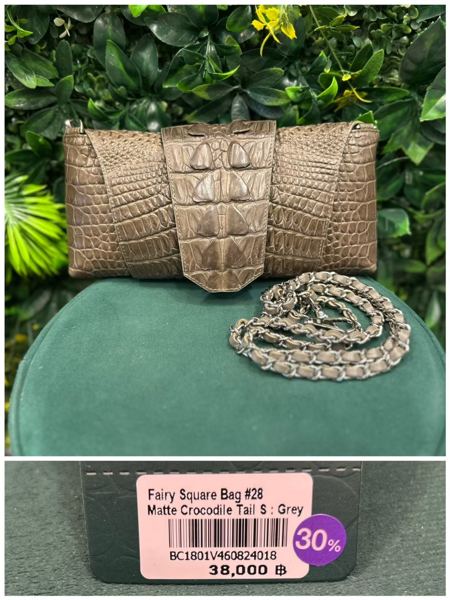 Fairy Square Bag #28
Matte Crocodile Tail S : Grey
BC1801V460824018
38,000 ฿
30%